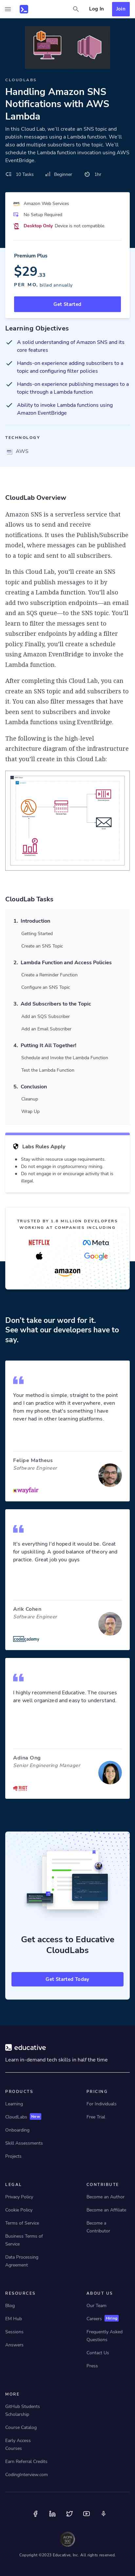 Log In
Join
CLOUDLABS
Handling Amazon SNS
Notifications with AWS
Lambda
In this Cloud Lab, we'll create an SNS topic and
publish messages using a Lambda function. We'll
also add subscribers to the SNS topic, and we'll
schedule the Lambda function invocation using AWS
EventBridge.
10 Tasks
Beginner
1hr
Amazon Web Services
No Setup Required
Desktop Only Device is not compatible.
Premium Plus
$29.33
PER MO, billed annually
Get Started
Learning Objectives
A solid understanding of Amazon SNS and its
core features
Hands-on experience adding subscribers to a
topic and configuring filter policies
Hands-on experience publishing messages to a
topic through a Lambda function
Ability to invoke Lambda functions using
Amazon EventBridge
TECHNOLOGY
AWS
CloudLab Overview
Amazon SNS is a serverless service that
allows us to send and receive
notifications. It uses the Publish/Subscribe
model, where messages can be published
to a topic and sent to all subscribers.
In this Cloud lab, you'll create an SNS
topic by creating a Lambda function. You'll
add two subscription endpoints—an email
and an SQS queue—to the SNS topic. You'll
then send messages to one of the
subscriber endpoints by adding a filter
policy. Finally, you'll create a schedule
using Amazon EventBridge to invoke the
Lambda function.
After completing this Cloud Lab, you can
create an SNS topic and add subscribers to
it. You can also filter messages and have
Lambda functions invoked using
EventBridge.
The following is the high-level
architecture diagram of the infrastructure
that you'll create in this Cloud Lab:
CloudLab Tasks
1. Introduction
Getting Started
Create an SNS Topic
2. Lambda Function and Access Policies
Create a Reminder Function
Configure an SNS Topic
3. Add Subscribers to the Topic
Add an SQS Subscriber
Add an Email Subscriber
4. Putting It All Together!
Schedule and Invoke the Lambda Function
Test the Lambda Function
5. Conclusion
Cleanup
Wrap Up
Labs Rules Apply
Stay within resource usage requirements.
Do not engage in cryptocurrency mining.
Do not engage in or encourage activity that is
illegal.
TRUSTED BY 1.6 MILLION DEVELOPERS
WORKING AT COMPANIES INCLUDING
NETFLIX
Meta
Google
amazon
Don't take our word for it.
See what our developers have to
say.
Your method is simple, straight to the point
and I can practice with it everywhere, even
from my phone, that's something I have
never had on other learning platforms.
Felipe Matheus
Software Engineer
wayfair
It's everything I'd hoped it would be. Great
for upskilling. A good balance of theory and
practice. Great job you guys
Arik Cohen
Software Engineer
codecademy
I highly recommend Educative. The courses
are well organized and easy to understand.
Adina Ong
Senior Engineering Manager
Get access to Educative
CloudLabs
Get Started Today
educative
Learn in-demand tech skills in half the time
PRODUCTS
Learning
CloudLabs New
Onboarding
Skill Assessments
Projects
PRICING
For Individuals
Free Trial
LEGAL
Privacy Policy
Cookie Policy
Terms of Service
Business Terms of
Service
Data Processing
Agreement
CONTRIBUTE
Become an Author
Become an Affiliate
Become a
Contributor
RESOURCES
Blog
EM Hub
Sessions
Answers
ABOUT US
Our Team
Careers Hiring
Frequently Asked
Questions
Contact Us
Press
MORE
GitHub Students
Scholarship
Course Catalog
Early Access
Courses
Earn Referral Credits
CodingInterview.com
Copyright ©2023 Educative, Inc. All rights reserved.